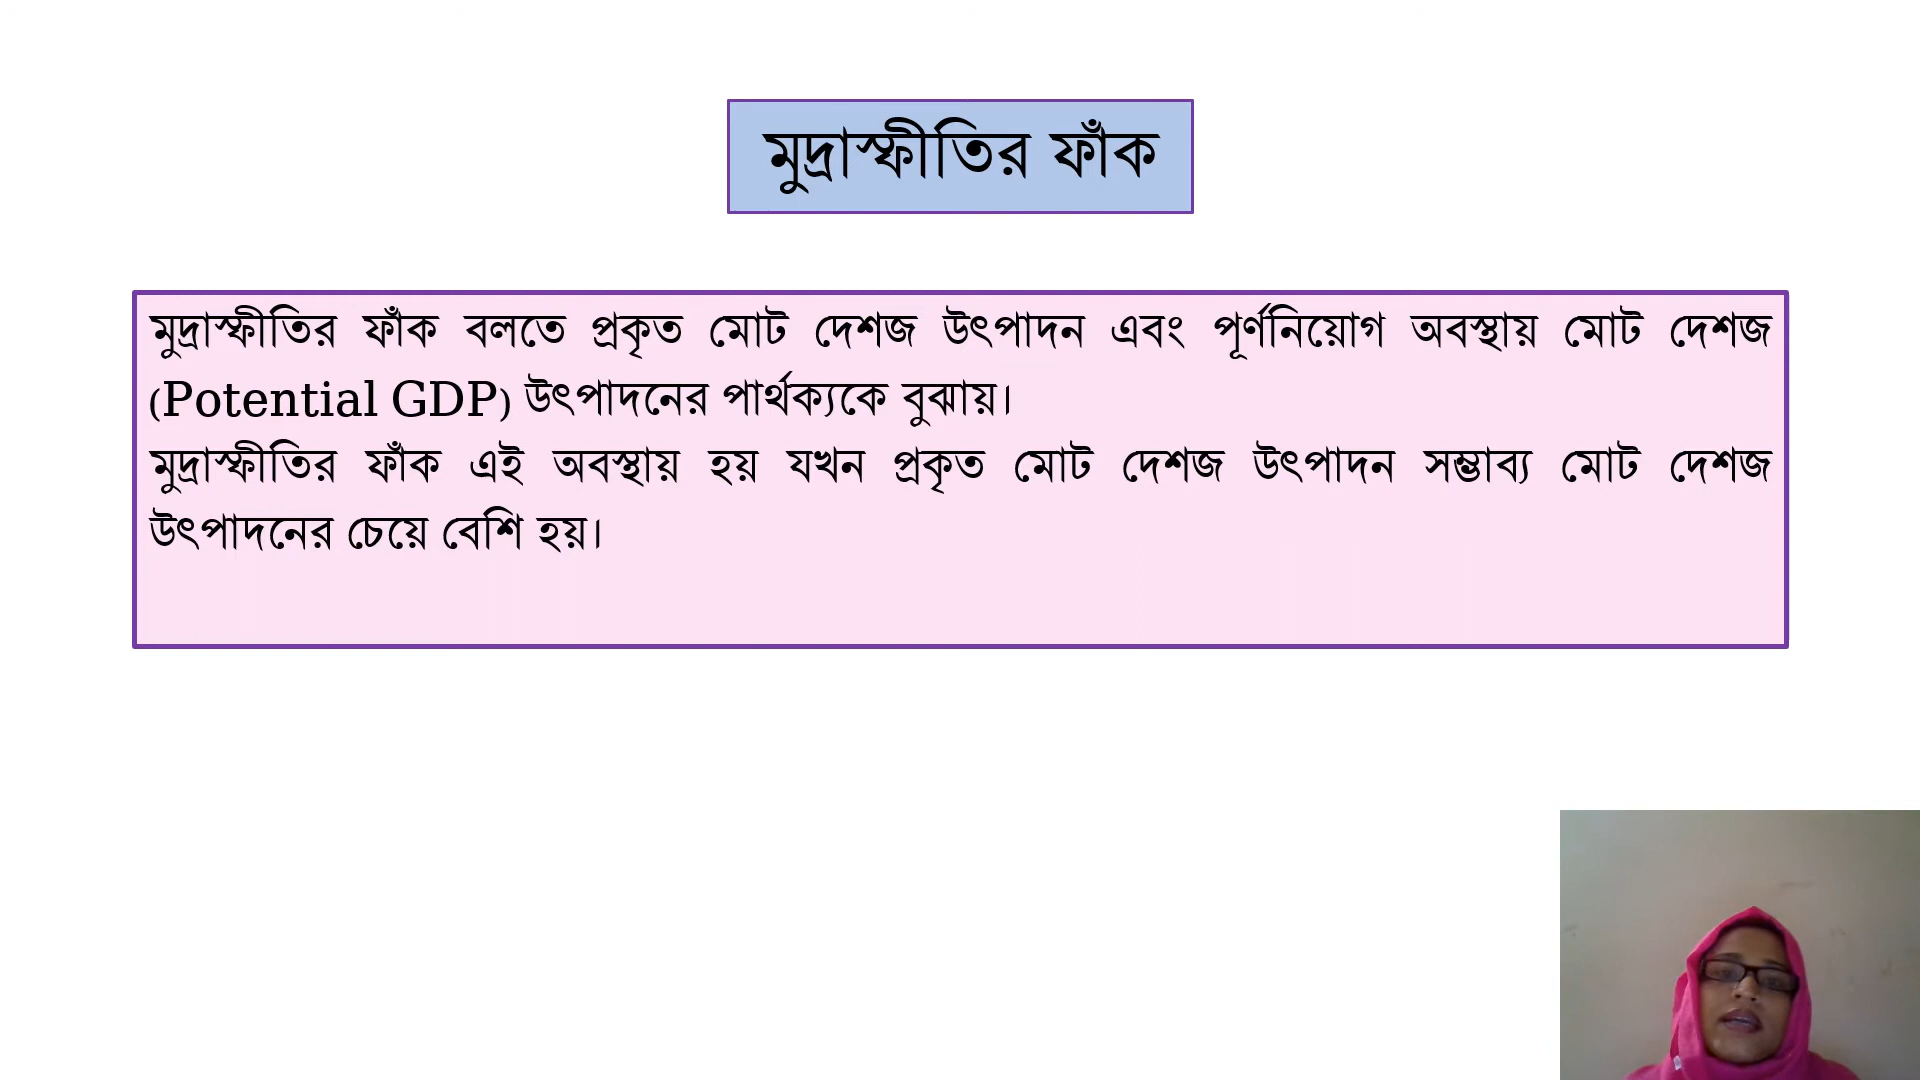 মুদ্রাস্ফীতির ফাঁক
মুদ্রাস্ফীতির ফাঁক বলতে প্রকৃত মোট দেশজ উৎপাদন এবং পূর্ণনিয়োগ অবস্থায় মোট দেশজ
(Potential GDP) উৎপাদনের পার্থক্যকে বুঝায়।
মুদ্রাস্ফীতির ফাঁক এই অবস্থায় হয় যখন প্রকৃত মোট দেশজ উৎপাদন সম্ভাব্য মোট দেশজ
উৎপাদনের চেয়ে বেশি হয়।